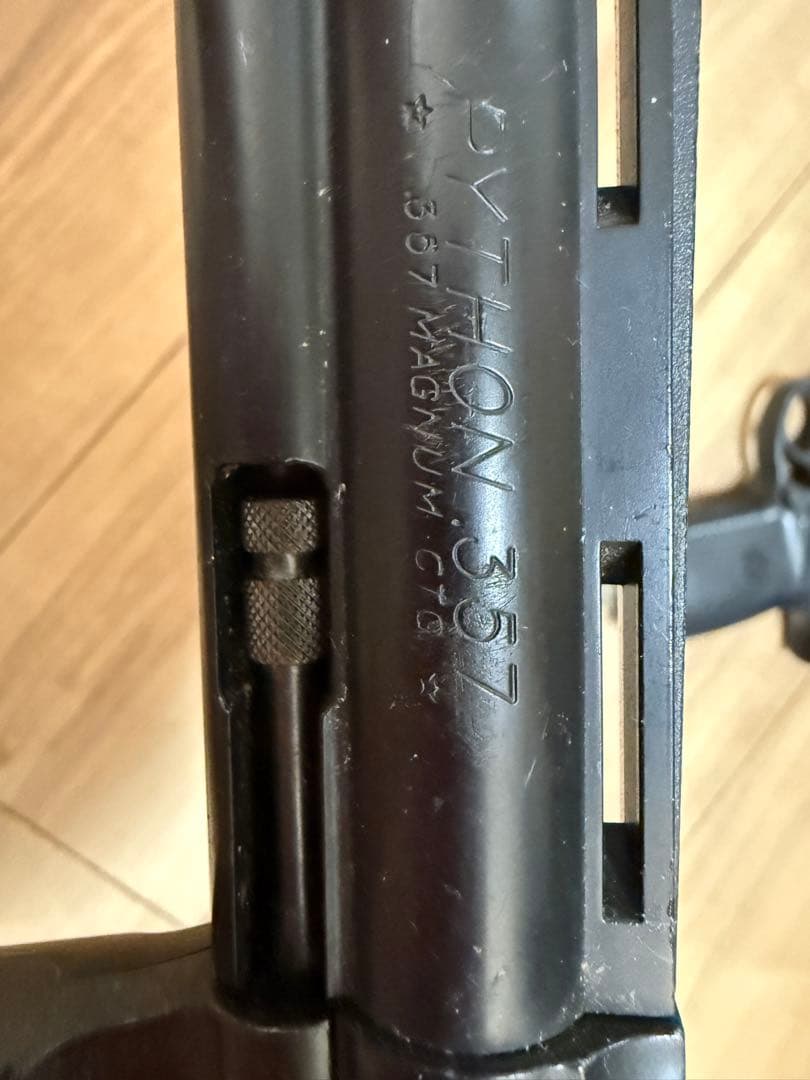 PYTHON .357
☆ .357 MAGNUM CTG ☆